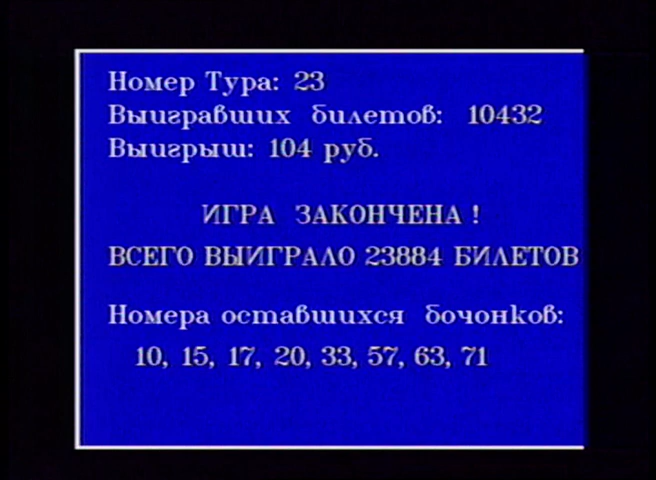 Номер Тура: 23
Выигравших билетов: 10432
Выигрыш: 104 руб.
ИГРА ЗАКОНЧЕНА !
ВСЕГО ВЫИГРАЛО 23884 БИЛЕТОВ
Номера оставшихся бочонков:
10, 15, 17, 20, 33, 57, 63, 71